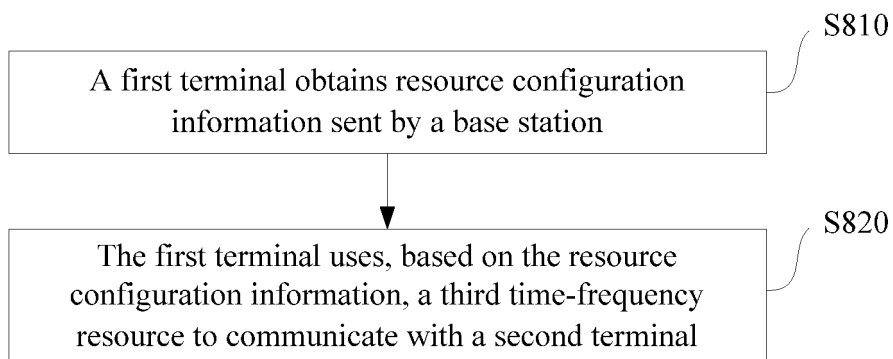 S810
A first terminal obtains resource configuration
information sent by a base station
S820
The first terminal uses, based on the resource
configuration information, a third time-frequency
resource to communicate with a second terminal